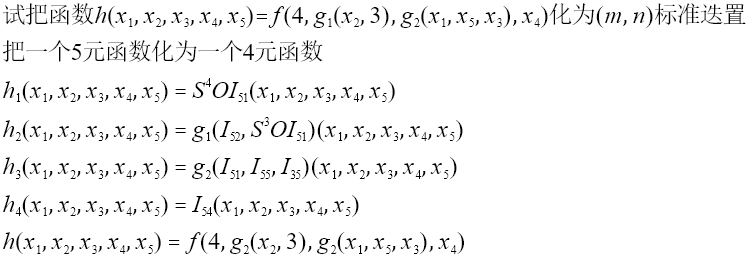 试把函数h(x₁, x₂, x₃, x₄, x₅)=f(4, g₁(x₂, 3), g₂(x₁, x₅, x₃), x₄)化为(m, n)标准迭置
把一个5元函数化为一个4元函数
h₁(x₁, x₂, x₃, x₄, x₅) = S⁴OI₅₁(x₁, x₂, x₃, x₄, x₅)
h₂(x₁, x₂, x₃, x₄, x₅) = g₁(I₅₂, S³OI₅₁)(x₁, x₂, x₃, x₄, x₅)
h₃(x₁, x₂, x₃, x₄, x₅) = g₂(I₅₁, I₅₅, I₃₅)(x₁, x₂, x₃, x₄, x₅)
h₄(x₁, x₂, x₃, x₄, x₅) = I₅₄(x₁, x₂, x₃, x₄, x₅)
h(x₁, x₂, x₃, x₄, x₅) = f(4, g₂(x₂, 3), g₂(x₁, x₅, x₃), x₄)